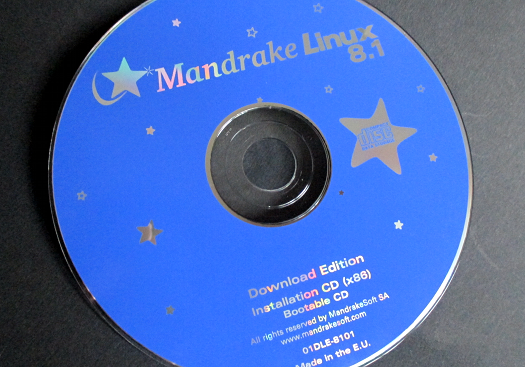 Mandrake Linux
8.1
disc
Download Edition
Installation CD (x86)
Bootable CD
All rights reserved by MandrakeSoft SA
www.mandrakesoft.com
01DLE-8101
Made in the E.U.